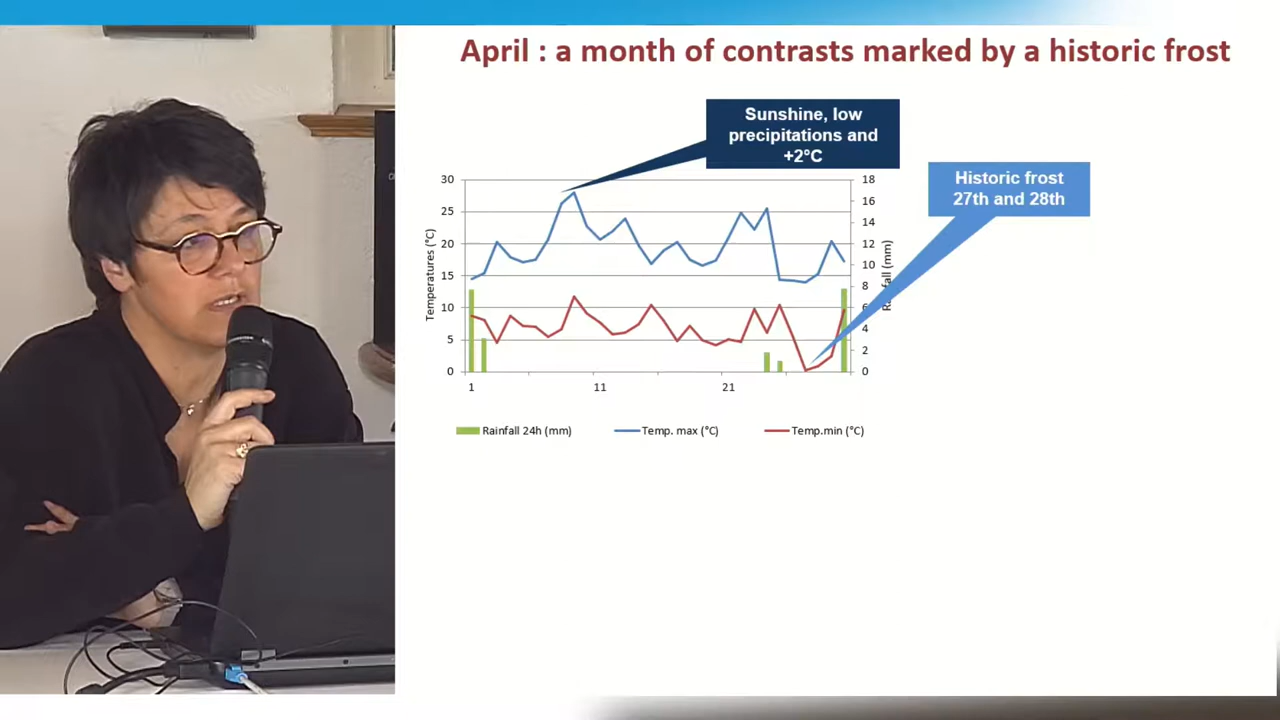 April : a month of contrasts marked by a historic frost
Sunshine, low
precipitations and
+2°C
Historic frost
27th and 28th
30
25
20
15
10
5
0
Temperatures (°C)
18
16
14
12
10
8
6
4
2
0
(mm)
1
11
21
Rainfall 24h (mm)
Temp. max (°C)
Temp.min (°C)